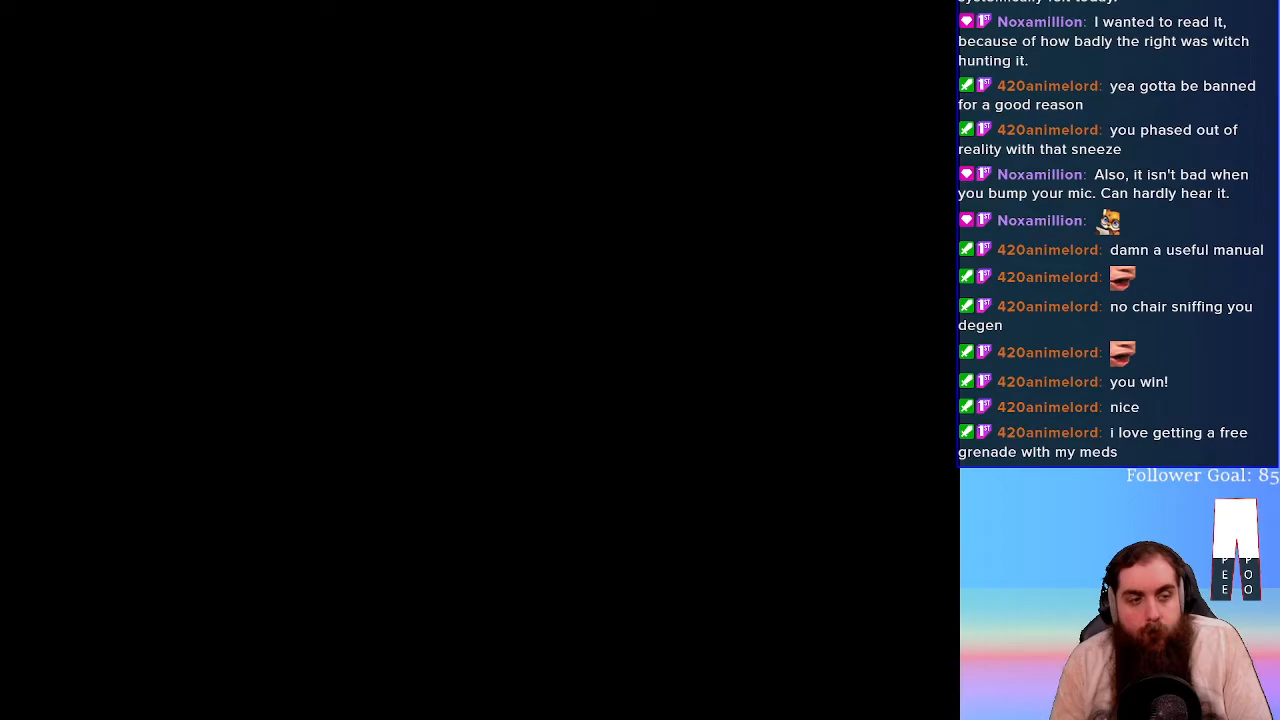 systemically felt today.
Noxamillion: I wanted to read it,
because of how badly the right was witch
hunting it.
420animelord: yea gotta be banned
for a good reason
420animelord: you phased out of
reality with that sneeze
Noxamillion: Also, it isn't bad when
you bump your mic. Can hardly hear it.
Noxamillion:
420animelord: damn a useful manual
420animelord:
420animelord: no chair sniffing you
degen
420animelord:
420animelord: you win!
420animelord: nice
420animelord: i love getting a free
grenade with my meds
Follower Goal: 85
P P
E O
E O